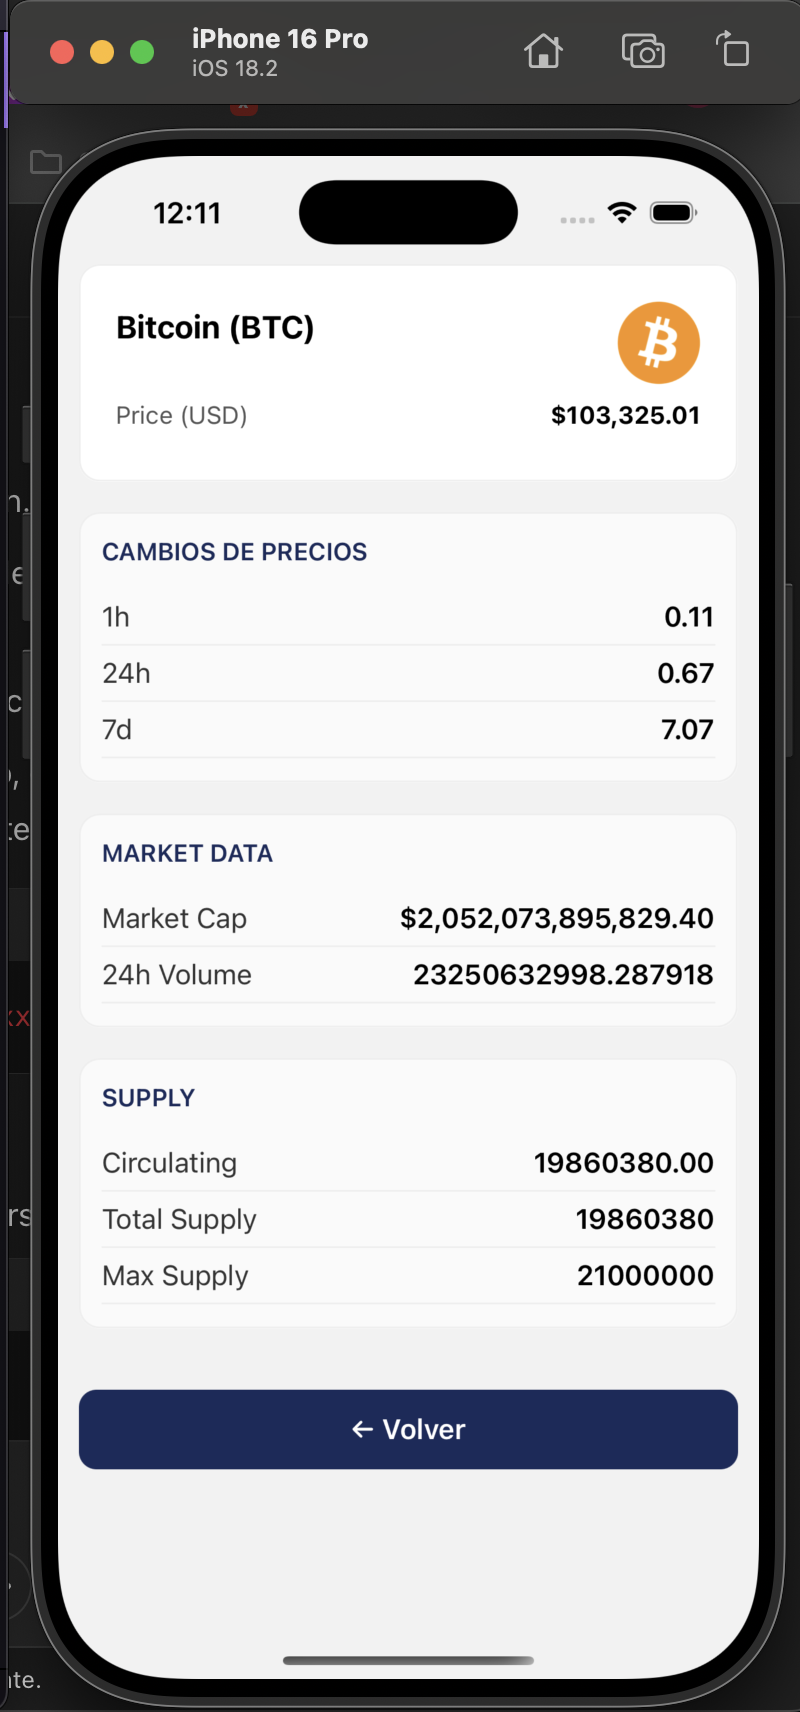 iPhone 16 Pro
iOS 18.2
12:11
Bitcoin (BTC)
Price (USD) $103,325.01
CAMBIOS DE PRECIOS
1h 0.11
24h 0.67
7d 7.07
MARKET DATA
Market Cap $2,052,073,895,829.40
24h Volume 23250632998.287918
SUPPLY
Circulating 19860380.00
Total Supply 19860380
Max Supply 21000000
← Volver